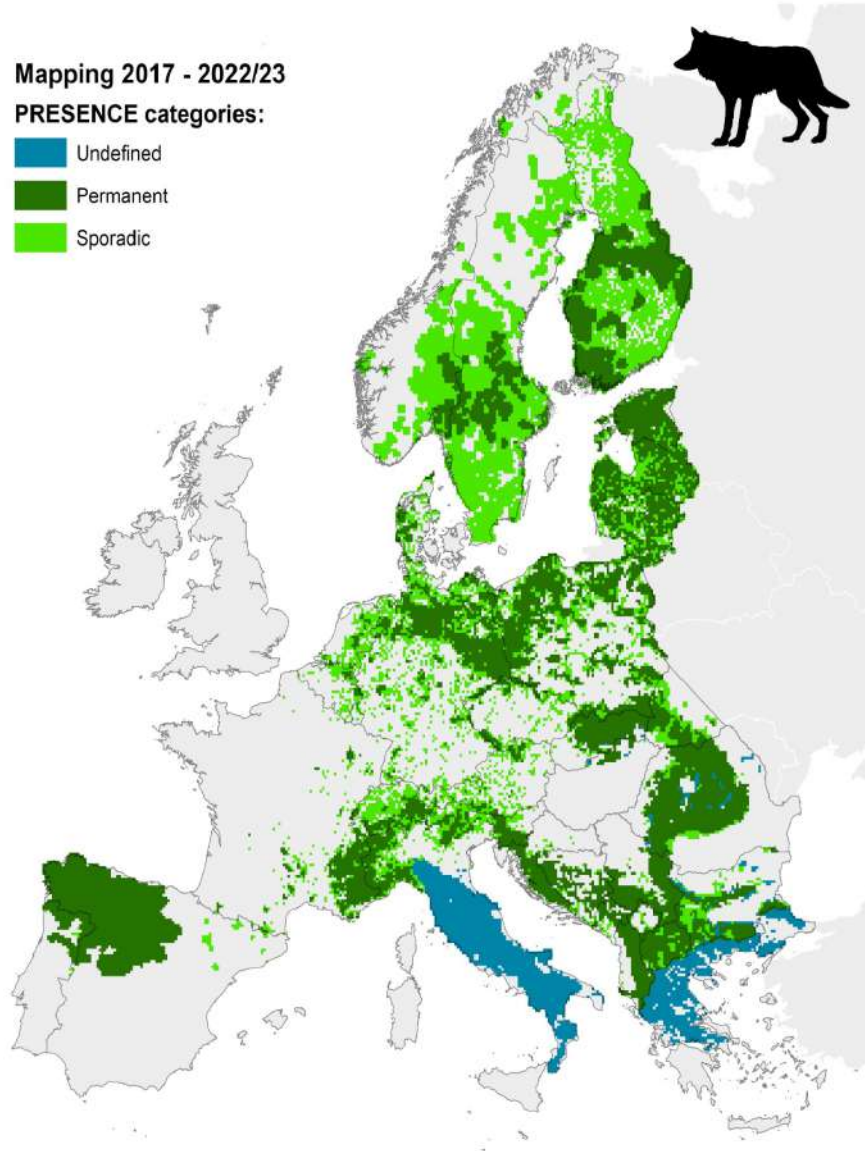 Mapping 2017 - 2022/23
PRESENCE categories:
Undefined
Permanent
Sporadic